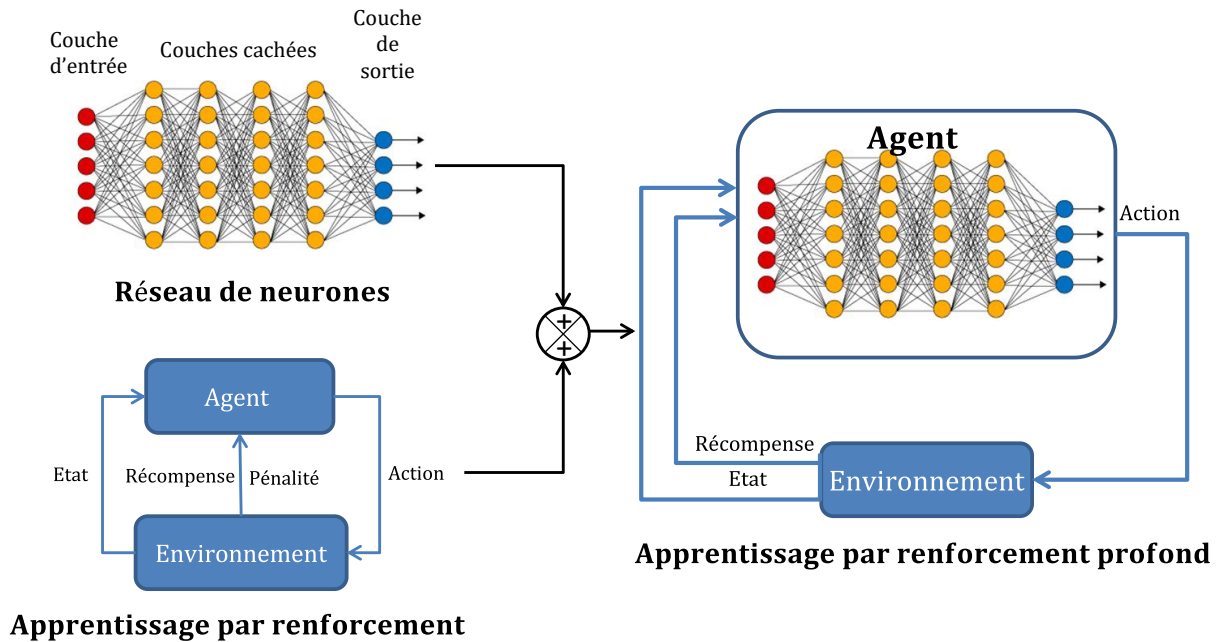 Couche
d'entrée
Couches cachées
Couche
de
sortie
Réseau de neurones
Agent
Etat
Récompense
Pénalité
Action
Environnement
Apprentissage par renforcement
+
+
Agent
Action
Récompense
Etat
Environnement
Apprentissage par renforcement profond